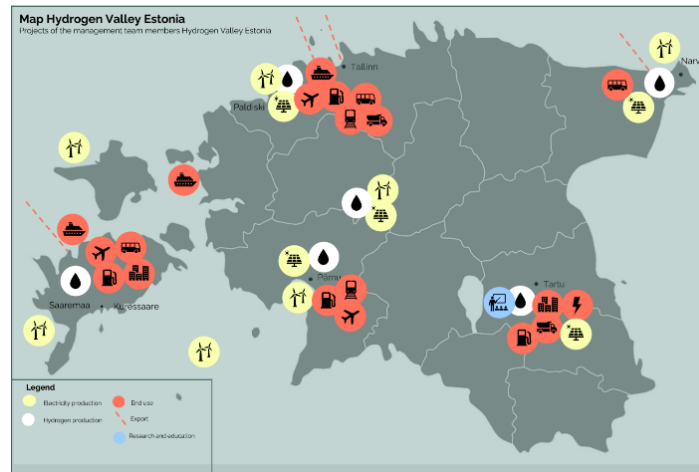 Map Hydrogen Valley Estonia
Projects of the management team members Hydrogen Valley Estonia
Tallinn
Narv
Paldiski
Pärnu
Tartu
Saaremaa
Kuressaare
Legend
Electricity production
End use
Hydrogen production
Export
Research and education